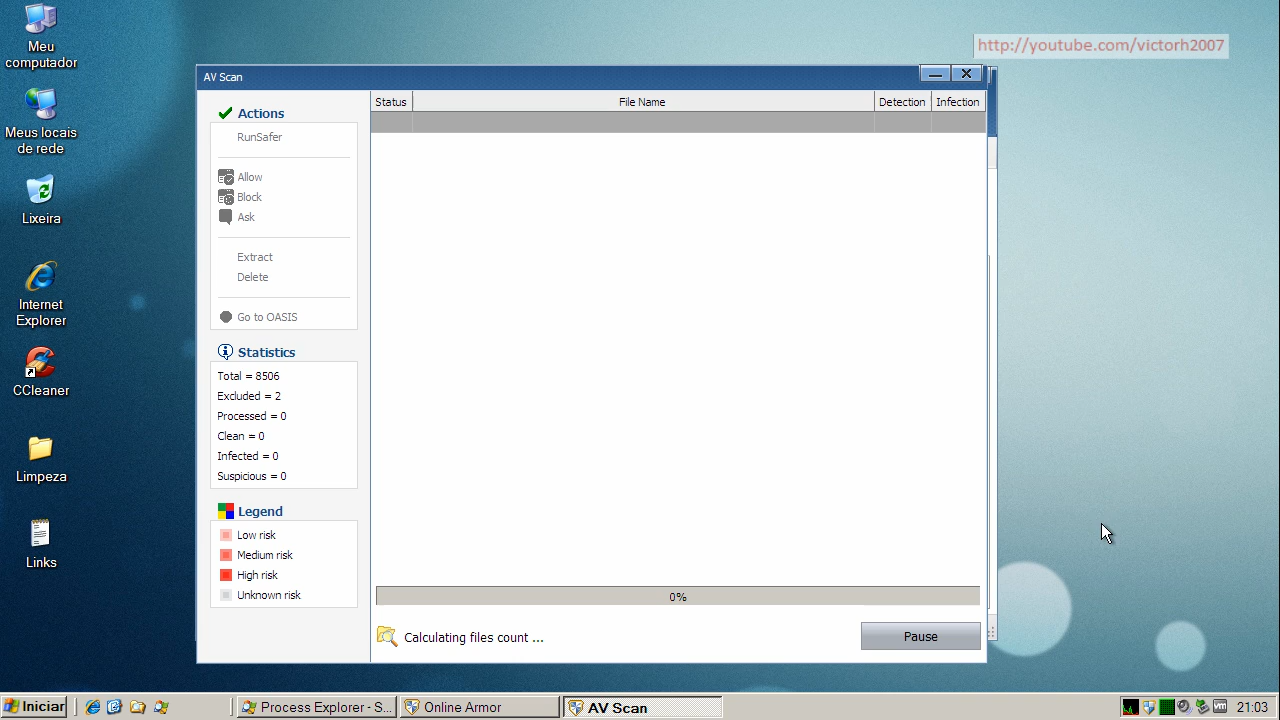 Meu
computador
Meus locais
de rede
Lixeira
Internet
Explorer
CCleaner
Limpeza
Links
http://youtube.com/victorh2007
AV Scan
Actions
RunSafer
Allow
Block
Ask
Extract
Delete
Go to OASIS
Statistics
Total = 8506
Excluded = 2
Processed = 0
Clean = 0
Infected = 0
Suspicious = 0
Legend
Low risk
Medium risk
High risk
Unknown risk
Status File Name Detection Infection
0%
Calculating files count ...
Pause
Iniciar Process Explorer - S... Online Armor AV Scan 21:03